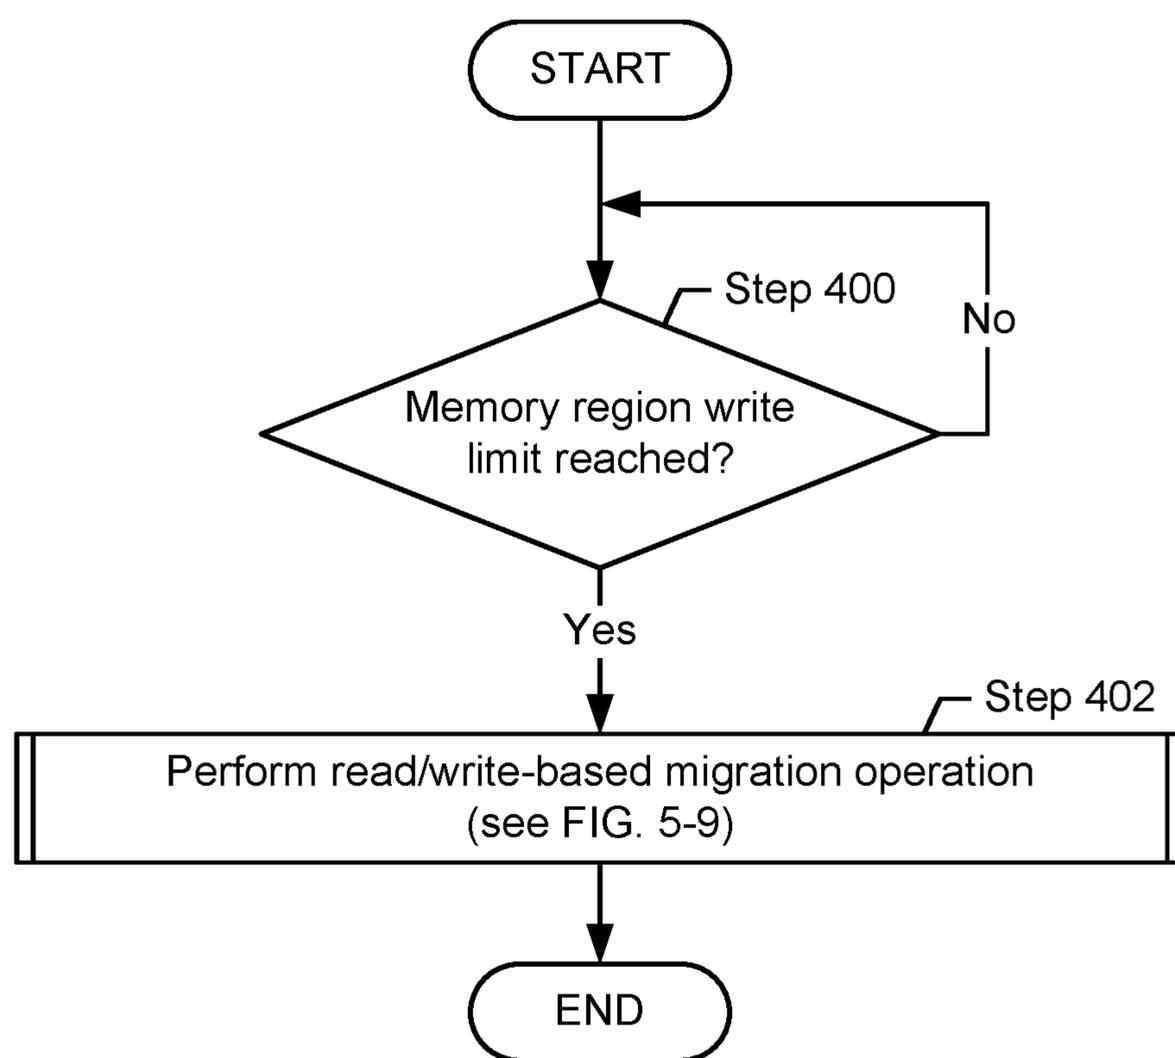 START
Step 400
No
Memory region write
limit reached?
Yes
Step 402
Perform read/write-based migration operation
(see FIG. 5-9)
END